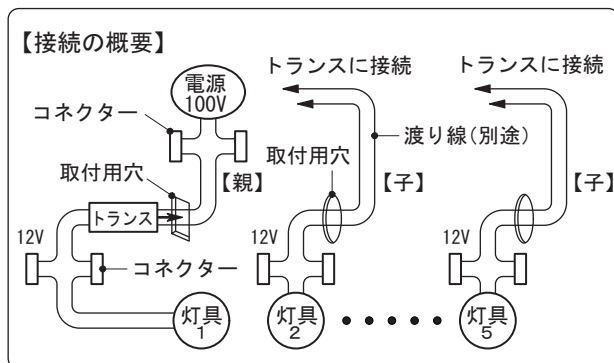 【接続の概要】
電源
100V
コネクター
取付用穴
【親】
トランス
12V
コネクター
灯具
1
トランスに接続
渡り線(別途)
取付用穴
【子】
12V
灯具
2
トランスに接続
【子】
12V
灯具
5